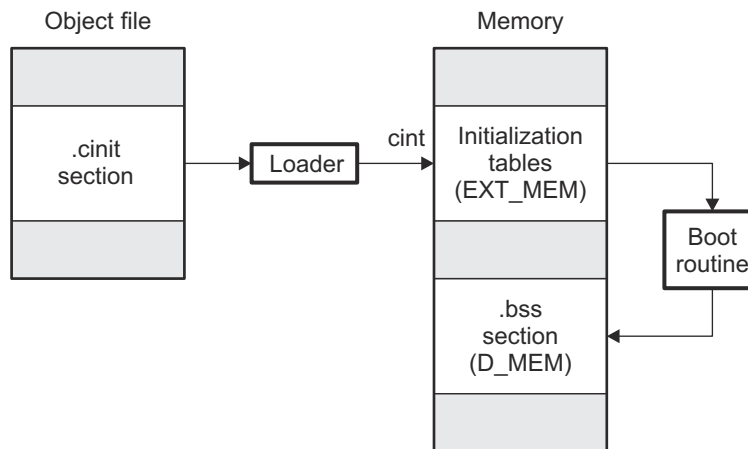 Object file
Memory
.cinit
section
Loader
cint
Initialization
tables
(EXT_MEM)
Boot
routine
.bss
section
(D_MEM)